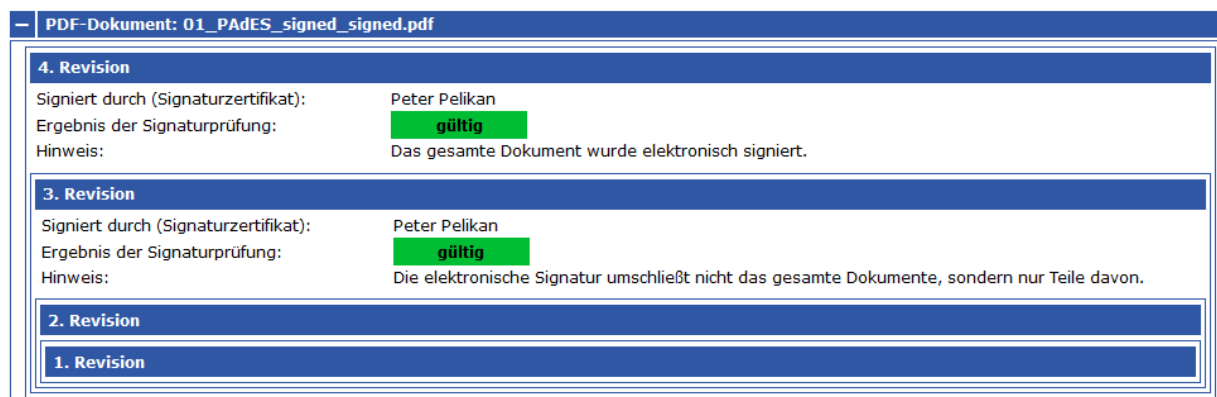 PDF-Dokument: 01_PAdES_signed_signed.pdf
4. Revision
Signiert durch (Signaturzertifikat): Peter Pelikan
Ergebnis der Signaturprüfung: gültig
Hinweis: Das gesamte Dokument wurde elektronisch signiert.
3. Revision
Signiert durch (Signaturzertifikat): Peter Pelikan
Ergebnis der Signaturprüfung: gültig
Hinweis: Die elektronische Signatur umschließt nicht das gesamte Dokumente, sondern nur Teile davon.
2. Revision
1. Revision